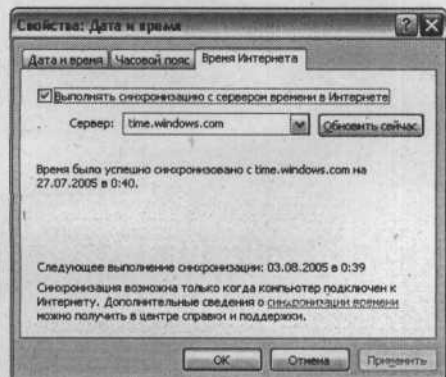 Свойства: Дата и время
Дата и время Часовой пояс Время Интернета
Выполнять синхронизацию с сервером времени в Интернете
Сервер: time.windows.com Обновить сейчас
Время было успешно синхронизовано с time.windows.com на
27.07.2005 в 0:40.
Следующее выполнение синхронизации: 03.08.2005 в 0:39
Синхронизация возможна только когда компьютер подключен к
Интернету. Дополнительные сведения о синхронизации времени
можно получить в центре справки и поддержки.
ОК Отмена Применить